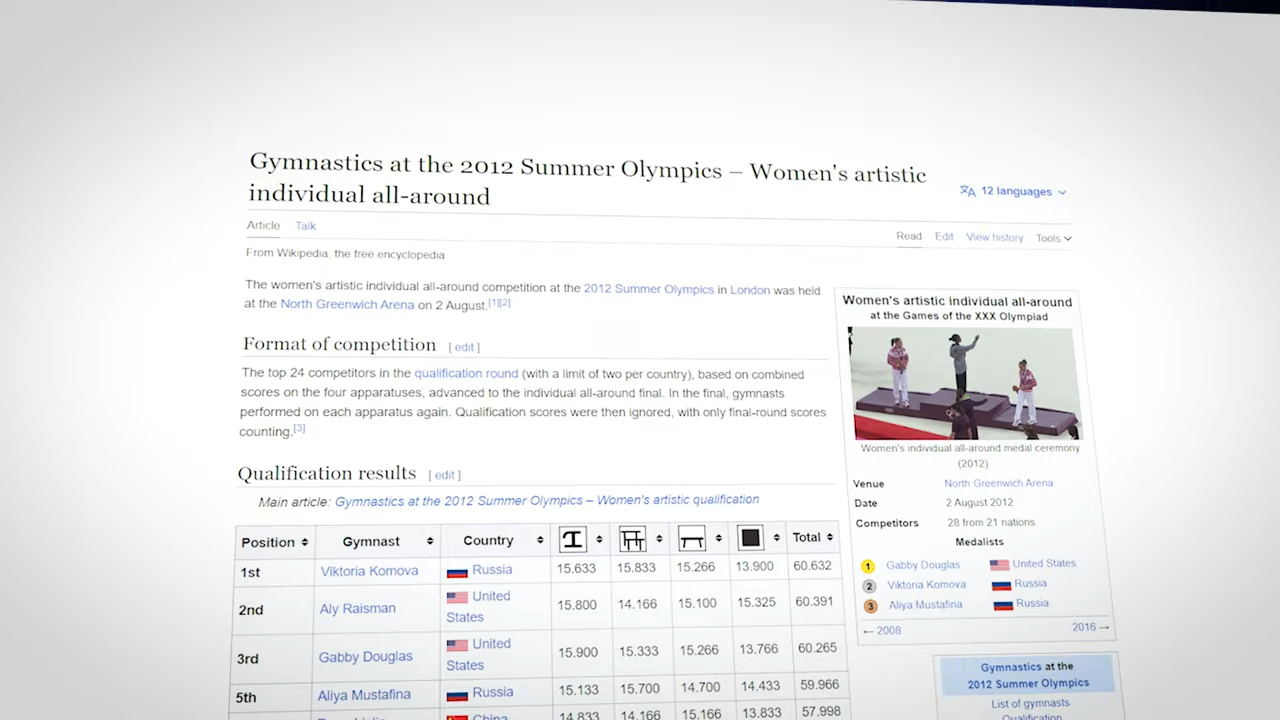 Gymnastics at the 2012 Summer Olympics – Women's artistic
individual all-around
12 languages
Article Talk
Read Edit View history Tools
From Wikipedia, the free encyclopedia
The women's artistic individual all-around competition at the 2012 Summer Olympics in London was held
at the North Greenwich Arena on 2 August.[1][2]
Format of competition [ edit ]
The top 24 competitors in the qualification round (with a limit of two per country), based on combined
scores on the four apparatuses, advanced to the individual all-around final. In the final, gymnasts
performed on each apparatus again. Qualification scores were then ignored, with only final-round scores
counting.[3]
Qualification results [ edit ]
Main article: Gymnastics at the 2012 Summer Olympics – Women's artistic qualification
Position Gymnast Country Total
1st Viktoria Komova Russia 15.633 15.833 15.266 13.900 60.632
2nd Aly Raisman United States 15.800 14.166 15.100 15.325 60.391
3rd Gabby Douglas United States 15.900 15.333 15.266 13.766 60.265
5th Aliya Mustafina Russia 15.133 15.700 14.700 14.433 59.966
China 14.833 14.166 15.166 13.833 57.998
Women's artistic individual all-around
at the Games of the XXX Olympiad
Women's individual all-around medal ceremony
(2012)
Venue North Greenwich Arena
Date 2 August 2012
Competitors 28 from 21 nations
Medalists
1 Gabby Douglas United States
2 Viktoria Komova Russia
3 Aliya Mustafina Russia
← 2008 2016 →
Gymnastics at the
2012 Summer Olympics
List of gymnasts
Qualification